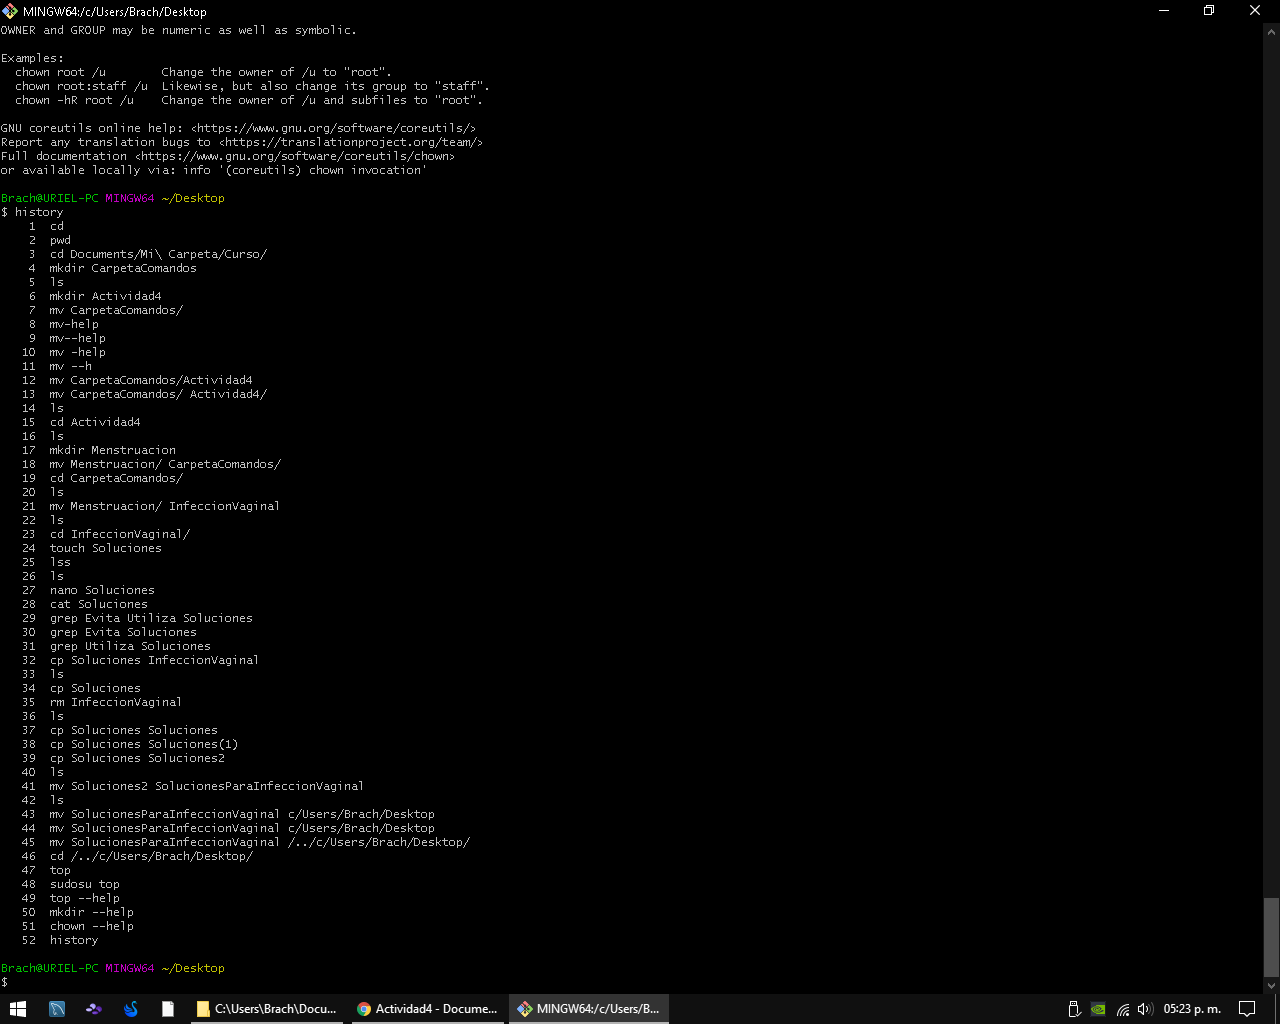 MINGW64:/c/Users/Brach/Desktop
OWNER and GROUP may be numeric as well as symbolic.

Examples:
  chown root /u        Change the owner of /u to "root".
  chown root:staff /u  Likewise, but also change its group to "staff".
  chown -hR root /u    Change the owner of /u and subfiles to "root".

GNU coreutils online help: <https://www.gnu.org/software/coreutils/>
Report any translation bugs to <https://translationproject.org/team/>
Full documentation <https://www.gnu.org/software/coreutils/chown>
or available locally via: info '(coreutils) chown invocation'

Brach@URIEL-PC MINGW64 ~/Desktop
$ history
    1  cd
    2  pwd
    3  cd Documents/Mi\ Carpeta/Curso/
    4  mkdir CarpetaComandos
    5  ls
    6  mkdir Actividad4
    7  mv CarpetaComandos/
    8  mv-help
    9  mv--help
   10  mv -help
   11  mv --h
   12  mv CarpetaComandos/Actividad4
   13  mv CarpetaComandos/ Actividad4/
   14  ls
   15  cd Actividad4
   16  ls
   17  mkdir Menstruacion
   18  mv Menstruacion/ CarpetaComandos/
   19  cd CarpetaComandos/
   20  ls
   21  mv Menstruacion/ InfeccionVaginal
   22  ls
   23  cd InfeccionVaginal/
   24  touch Soluciones
   25  lss
   26  ls
   27  nano Soluciones
   28  cat Soluciones
   29  grep Evita Utiliza Soluciones
   30  grep Evita Soluciones
   31  grep Utiliza Soluciones
   32  cp Soluciones InfeccionVaginal
   33  ls
   34  cp Soluciones
   35  rm InfeccionVaginal
   36  ls
   37  cp Soluciones Soluciones
   38  cp Soluciones Soluciones(1)
   39  cp Soluciones Soluciones2
   40  ls
   41  mv Soluciones2 SolucionesParaInfeccionVaginal
   42  ls
   43  mv SolucionesParaInfeccionVaginal c/Users/Brach/Desktop
   44  mv SolucionesParaInfeccionVaginal c/Users/Brach/Desktop
   45  mv SolucionesParaInfeccionVaginal /../c/Users/Brach/Desktop/
   46  cd /../c/Users/Brach/Desktop/
   47  top
   48  sudosu top
   49  top --help
   50  mkdir --help
   51  chown --help
   52  history

Brach@URIEL-PC MINGW64 ~/Desktop
$
C:\Users\Brach\Docu... Actividad4 - Docume... MINGW64:/c/Users/B... 05:23 p. m.